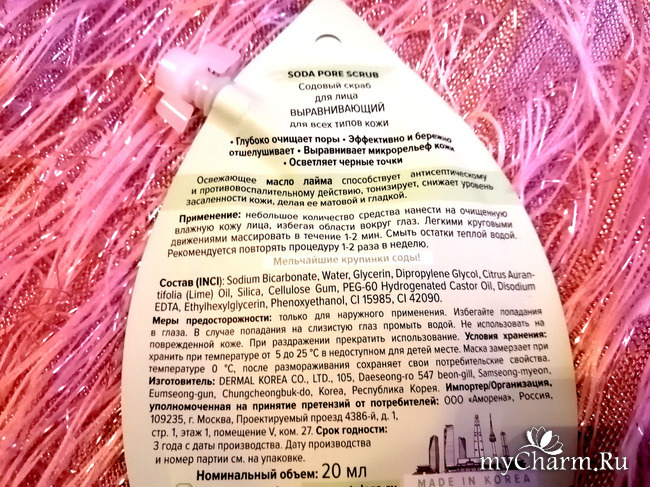 SODA PORE SCRUB
Содовый скраб
для лица
ВЫРАВНИВАЮЩИЙ
для всех типов кожи
• Глубоко очищает поры • Эффективно и бережно
отшелушивает • Выравнивает микрорельеф кожи
• Осветляет черные точки
Освежающее масло лайма способствует антисептическому
и противовоспалительному действию, тонизирует, снижает уровень
засаленности кожи, делая ее матовой и гладкой.
Применение: небольшое количество средства нанести на очищенную
влажную кожу лица, избегая области вокруг глаз. Легкими круговыми
движениями массировать в течение 1-2 мин. Смыть остатки теплой водой.
Рекомендуется повторять процедуру 1-2 раза в неделю.
Мельчайшие крупинки соды!
Состав (INCI): Sodium Bicarbonate, Water, Glycerin, Dipropylene Glycol, Citrus Auran-
tifolia (Lime) Oil, Silica, Cellulose Gum, PEG-60 Hydrogenated Castor Oil, Disodium
EDTA, Ethylhexylglycerin, Phenoxyethanol, CI 15985, CI 42090.
Меры предосторожности: только для наружного применения. Избегайте попадания
в глаза. В случае попадания на слизистую глаз промыть водой. Не использовать на
поврежденной коже. При раздражении прекратить использование. Условия хранения:
хранить при температуре от 5 до 25 °C в недоступном для детей месте. Маска замерзает при
температуре 0 °C, после размораживания сохраняет свои потребительские свойства.
Изготовитель: DERMAL KOREA CO., LTD., 105, Daeseong-ro 547 beon-gill, Samseong-myeon,
Eumseong-gun, Chungcheongbuk-do, Korea, Республика Корея. Импортер/Организация,
уполномоченная на принятие претензий от потребителей: ООО «Аморена», Россия,
109235, г. Москва, Проектируемый проезд 4386-й, д. 1,
стр. 1, этаж 1, помещение V, ком. 27. Срок годности:
3 года с даты производства. Дату производства
и номер партии см. на упаковке.
Номинальный объем: 20 МЛ
MADE IN KOREA
myCharm.Ru